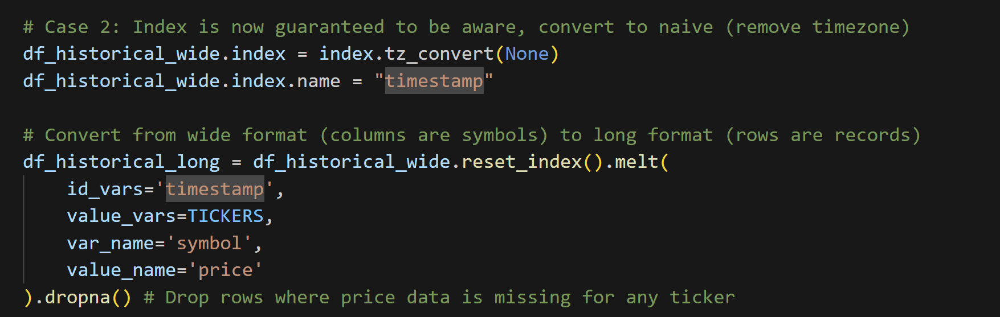 # Case 2: Index is now guaranteed to be aware, convert to naive (remove timezone)
df_historical_wide.index = index.tz_convert(None)
df_historical_wide.index.name = "timestamp"

# Convert from wide format (columns are symbols) to long format (rows are records)
df_historical_long = df_historical_wide.reset_index().melt(
    id_vars='timestamp',
    value_vars=TICKERS,
    var_name='symbol',
    value_name='price'
).dropna() # Drop rows where price data is missing for any ticker